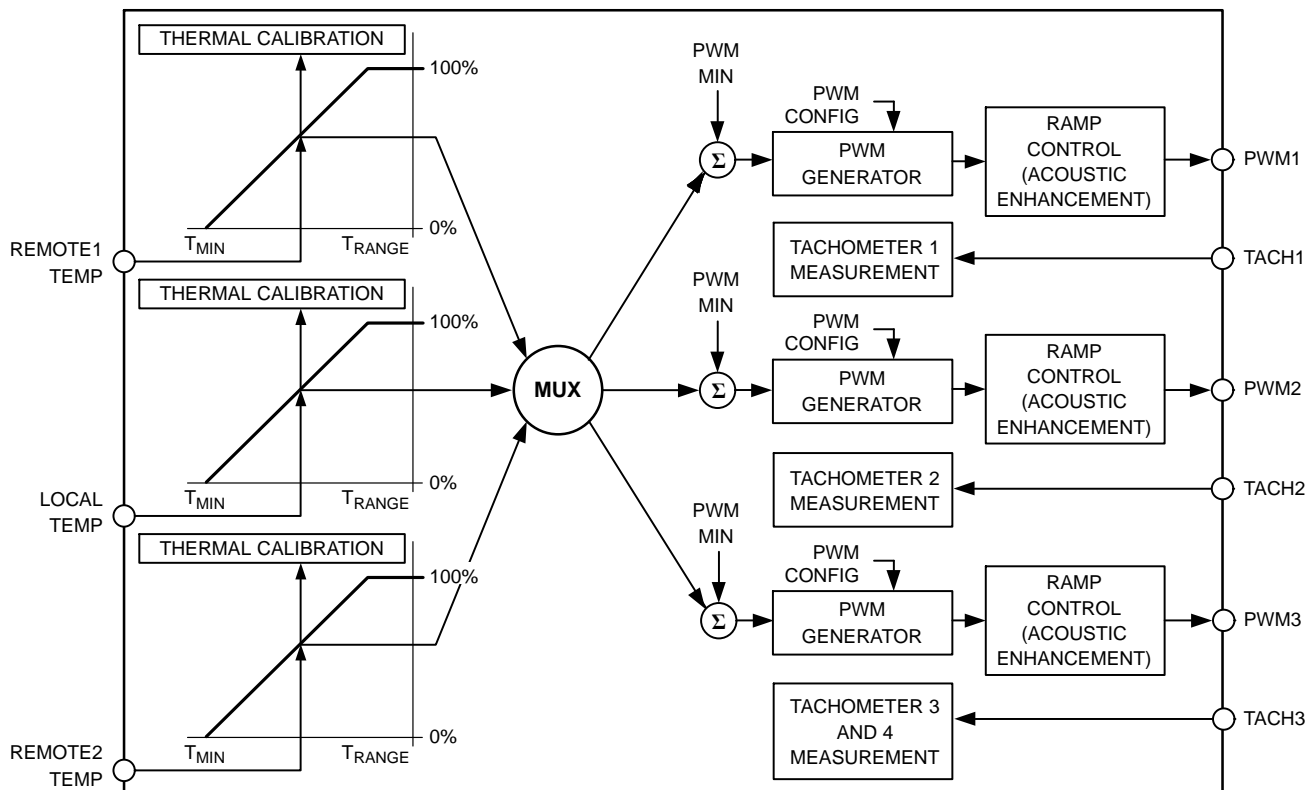 THERMAL CALIBRATION
100%
0%
T_MIN
T_RANGE
REMOTE1
TEMP
THERMAL CALIBRATION
100%
0%
T_MIN
T_RANGE
LOCAL
TEMP
THERMAL CALIBRATION
100%
0%
T_MIN
T_RANGE
REMOTE2
TEMP
MUX
PWM
MIN
Σ
PWM
CONFIG
PWM
GENERATOR
RAMP
CONTROL
(ACOUSTIC
ENHANCEMENT)
PWM1
TACHOMETER 1
MEASUREMENT
TACH1
PWM
MIN
Σ
PWM
CONFIG
PWM
GENERATOR
RAMP
CONTROL
(ACOUSTIC
ENHANCEMENT)
PWM2
TACHOMETER 2
MEASUREMENT
TACH2
PWM
MIN
Σ
PWM
CONFIG
PWM
GENERATOR
RAMP
CONTROL
(ACOUSTIC
ENHANCEMENT)
PWM3
TACHOMETER 3
AND 4
MEASUREMENT
TACH3